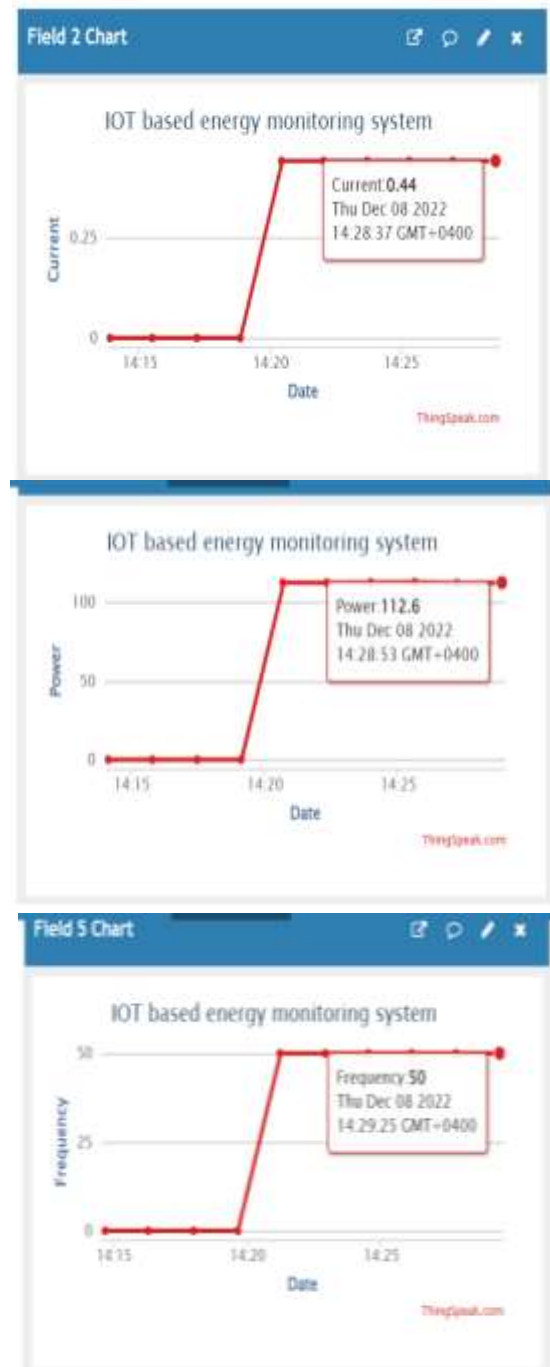 Field 2 Chart
IOT based energy monitoring system
Current:0.44
Thu Dec 08 2022
14:28:37 GMT+0400
Current
0.25
0
14:15
14:20
14:25
Date
ThingSpeak.com
IOT based energy monitoring system
100
Power:112.6
Thu Dec 08 2022
14:28:53 GMT+0400
Power
50
0
14:15
14:20
14:25
Date
ThingSpeak.com
Field 5 Chart
IOT based energy monitoring system
50
Frequency:50
Thu Dec 08 2022
14:29:25 GMT+0400
Frequency
25
0
14:15
14:20
14:25
Date
ThingSpeak.com